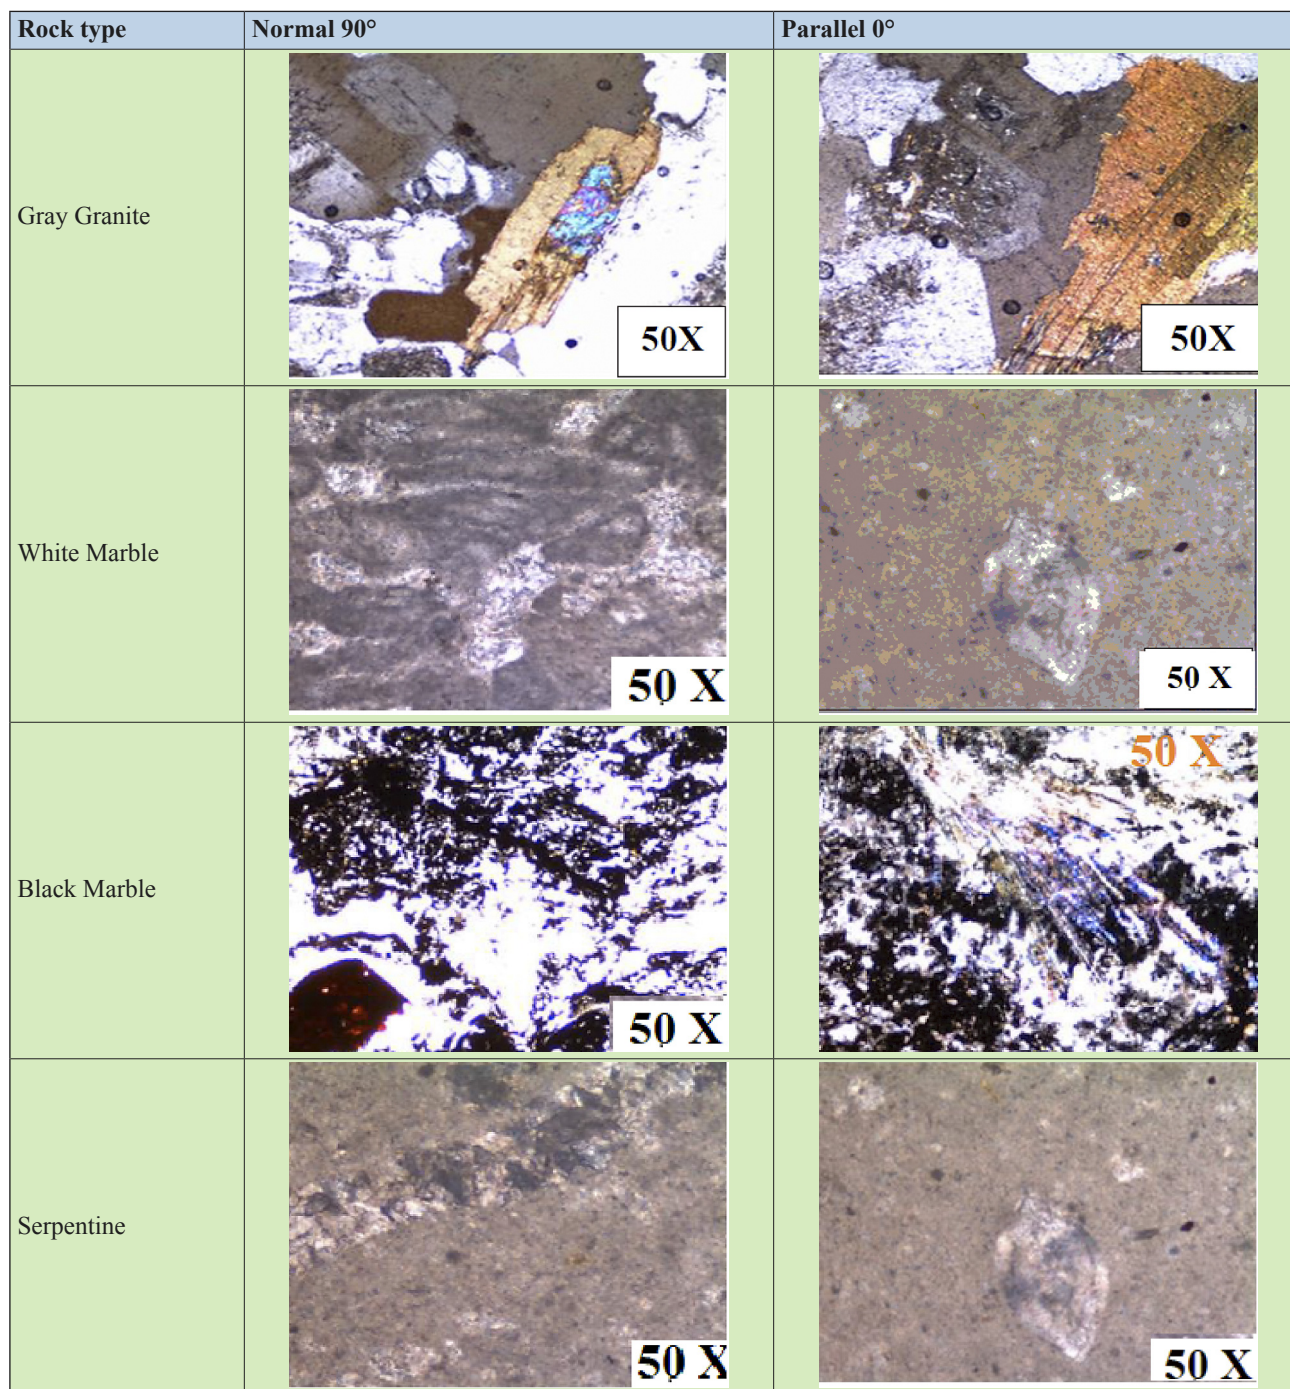 Rock type Normal 90° Parallel 0°
Gray Granite
50X
50X
White Marble
50 X
50 X
Black Marble
50 X
50 X
Serpentine
50 X
50 X